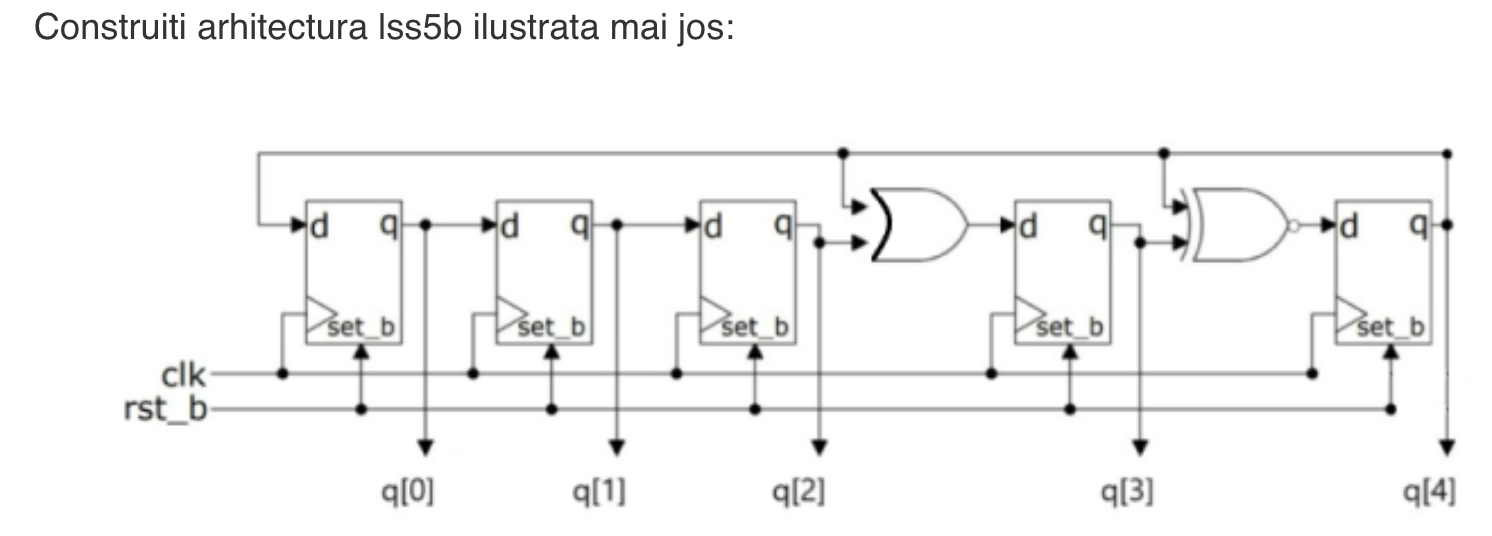 Construiti arhitectura lss5b ilustrata mai jos:
d q d q d q d q d q
set_b set_b set_b set_b set_b
clk
rst_b
q[0] q[1] q[2] q[3] q[4]